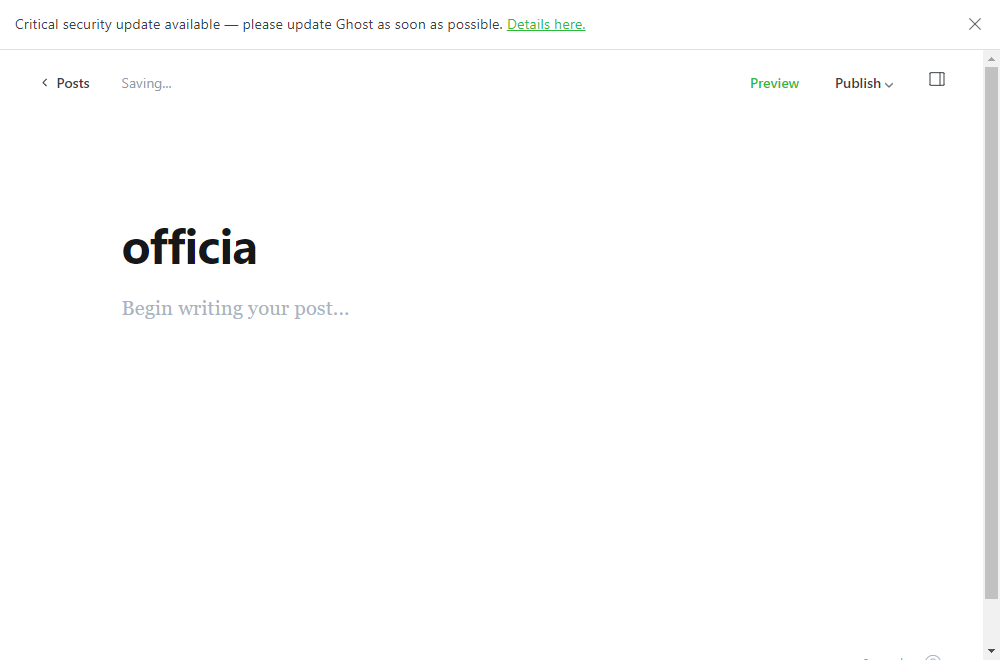 Critical security update available — please update Ghost as soon as possible. Details here.
Posts Saving... Preview Publish
officia
Begin writing your post...